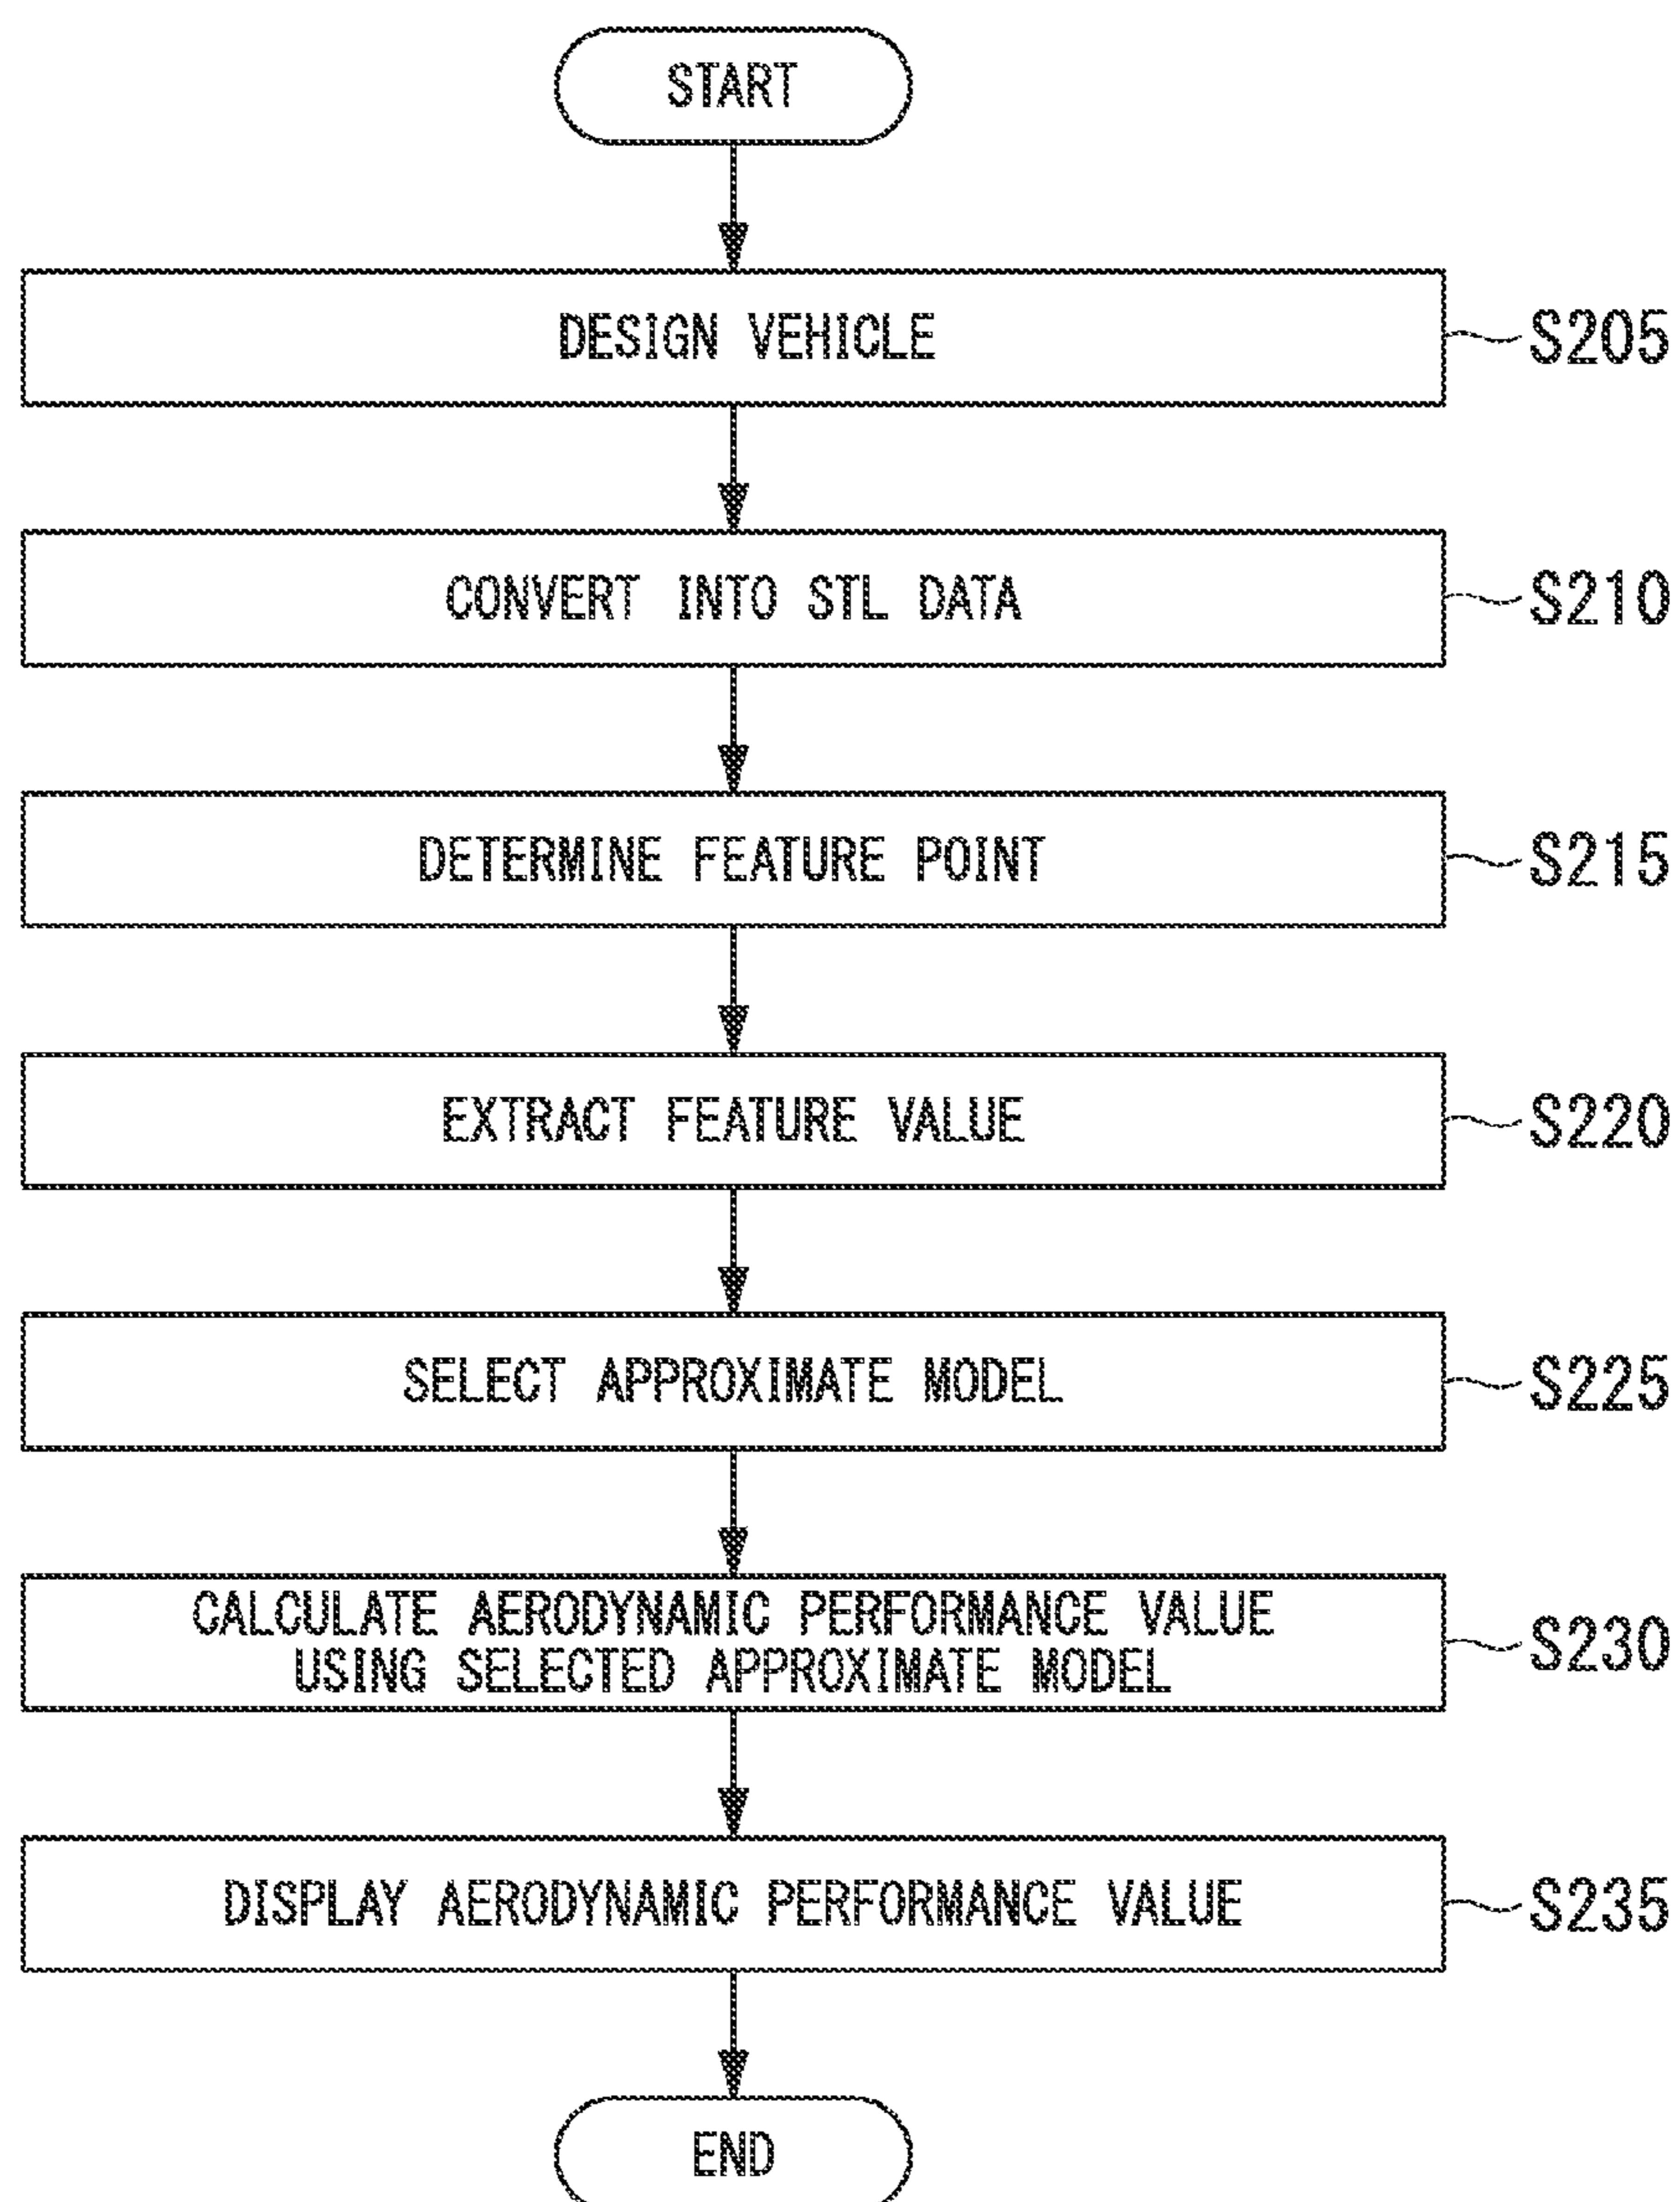 START
DESIGN VEHICLE
S205
CONVERT INTO STL DATA
S210
DETERMINE FEATURE POINT
S215
EXTRACT FEATURE VALUE
S220
SELECT APPROXIMATE MODEL
S225
CALCULATE AERODYNAMIC PERFORMANCE VALUE
USING SELECTED APPROXIMATE MODEL
S230
DISPLAY AERODYNAMIC PERFORMANCE VALUE
S235
END